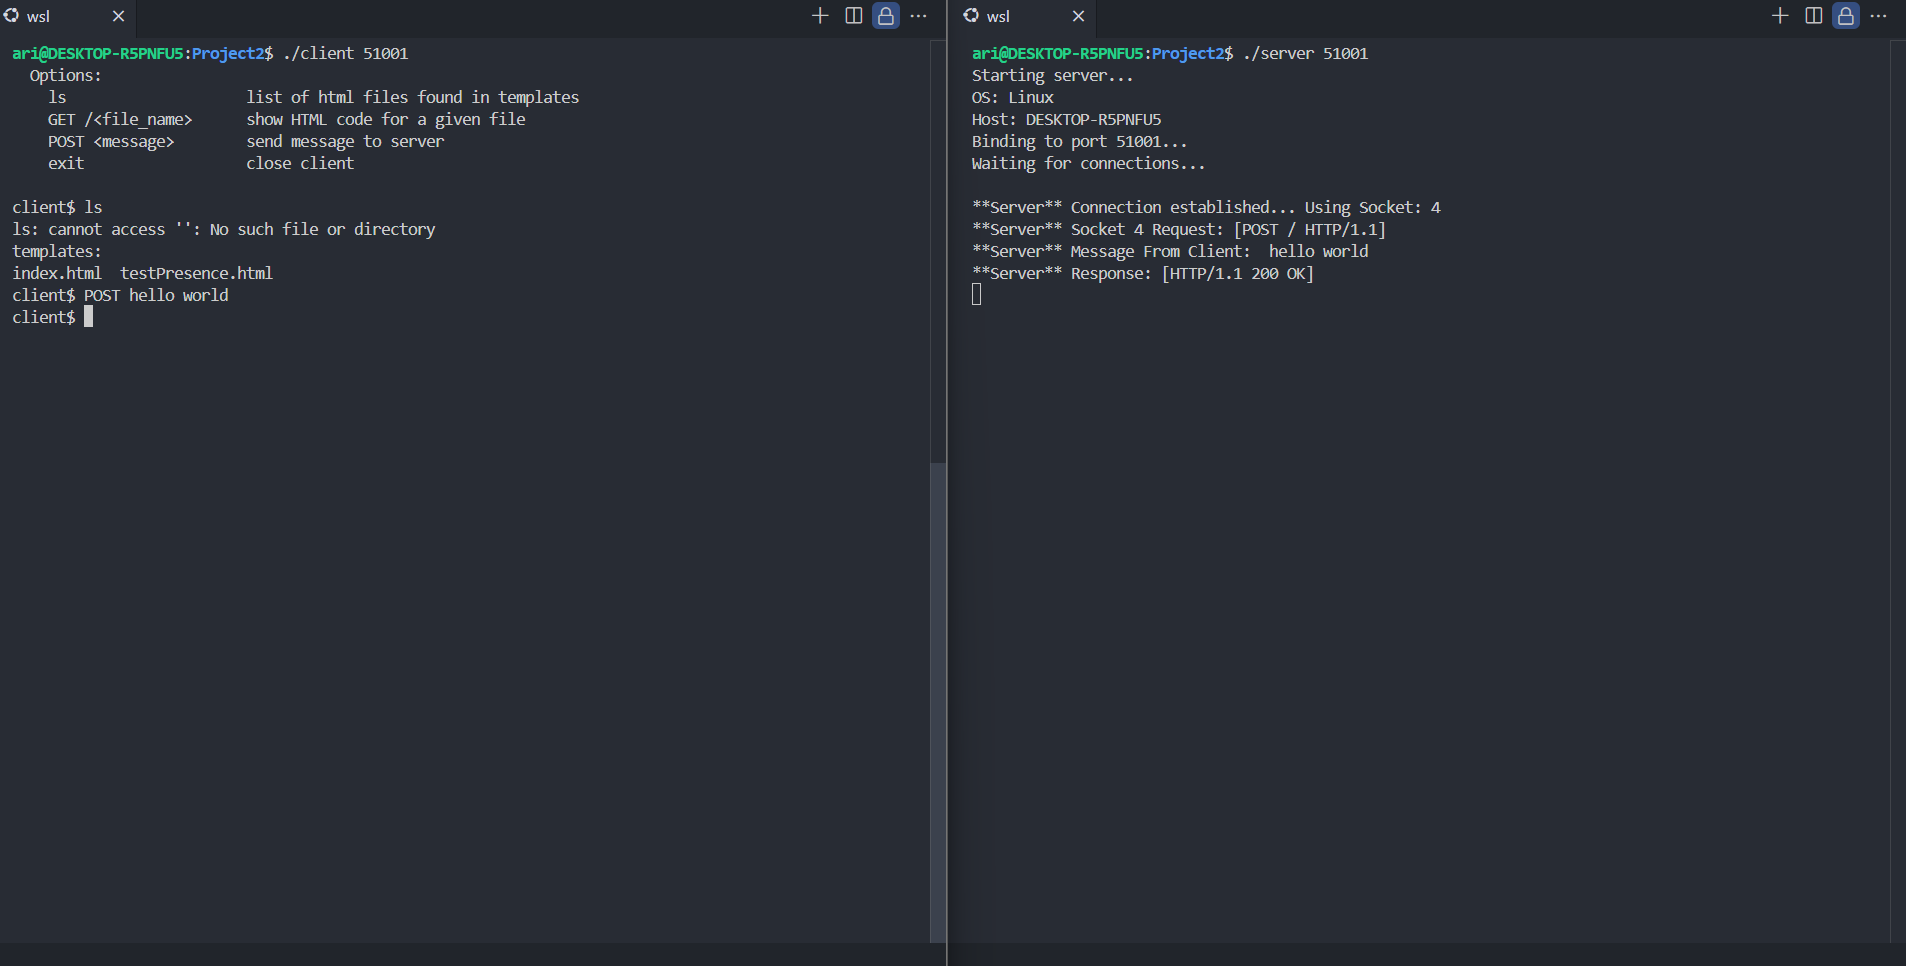 wsl
ari@DESKTOP-R5PNFU5:Project2$ ./client 51001
  Options:
    ls                    list of html files found in templates
    GET /<file_name>      show HTML code for a given file
    POST <message>        send message to server
    exit                  close client

client$ ls
ls: cannot access '': No such file or directory
templates:
index.html  testPresence.html
client$ POST hello world
client$
wsl
ari@DESKTOP-R5PNFU5:Project2$ ./server 51001
Starting server...
OS: Linux
Host: DESKTOP-R5PNFU5
Binding to port 51001...
Waiting for connections...

**Server** Connection established... Using Socket: 4
**Server** Socket 4 Request: [POST / HTTP/1.1]
**Server** Message From Client:  hello world
**Server** Response: [HTTP/1.1 200 OK]